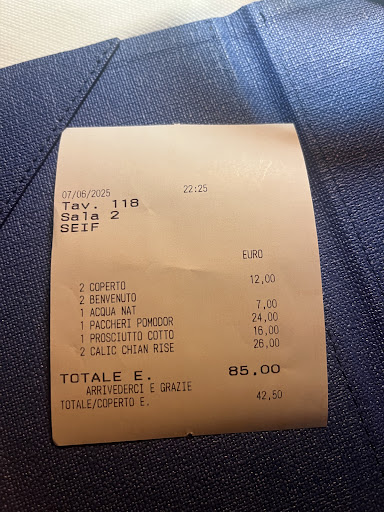 07/06/2025 22:25
Tav. 118
Sala 2
SEIF
EURO
2 COPERTO 12,00
2 BENVENUTO
1 ACQUA NAT 7,00
1 PACCHERI POMODOR 24,00
1 PROSCIUTTO COTTO 16,00
2 CALIC CHIAN RISE 26,00
TOTALE E. 85,00
ARRIVEDERCI E GRAZIE
TOTALE/COPERTO E. 42,50